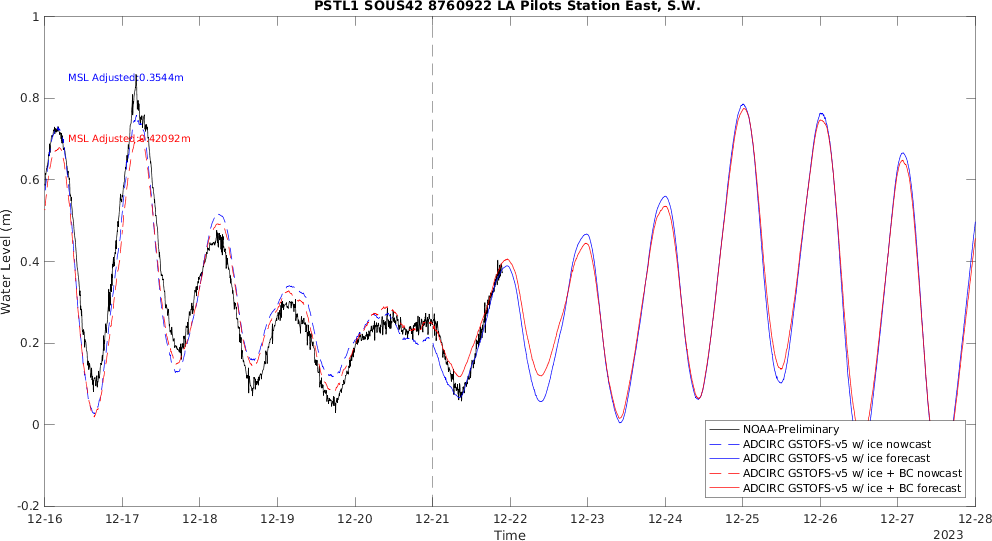 PSTL1 SOUS42 8760922 LA Pilots Station East, S.W.
1
0.8
0.6
0.4
0.2
0
-0.2
Water Level (m)
MSL Adjusted:0.3544m
MSL Adjusted:0.42092m
NOAA-Preliminary
ADCIRC GSTOFS-v5 w/ ice nowcast
ADCIRC GSTOFS-v5 w/ ice forecast
ADCIRC GSTOFS-v5 w/ ice + BC nowcast
ADCIRC GSTOFS-v5 w/ ice + BC forecast
12-16 12-17 12-18 12-19 12-20 12-21 12-22 12-23 12-24 12-25 12-26 12-27 12-28
Time
2023